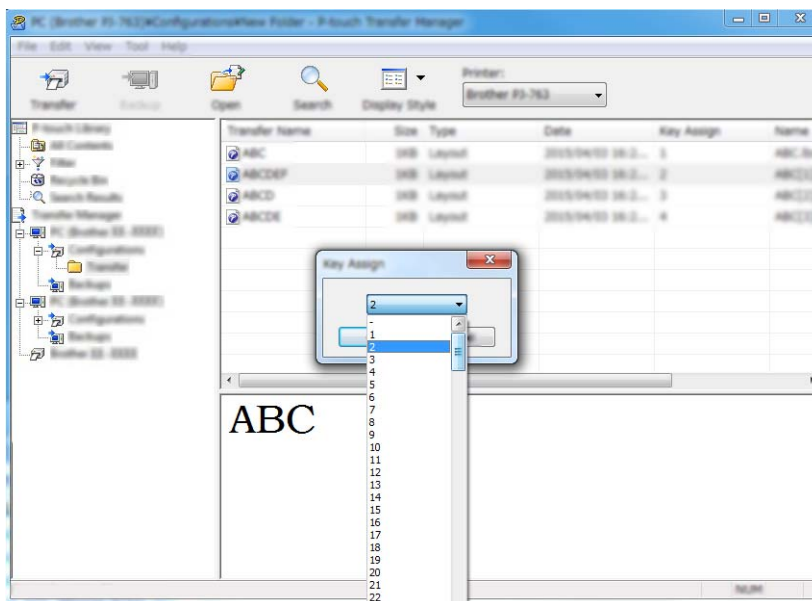 PC (Brother PJ-763)¥Configurations¥New Folder - P-touch Transfer Manager
File Edit View Tool Help
Transfer Backup Open Search Display Style
Printer:
Brother PJ-763
P-touch Library
All Contents
Filter
Recycle Bin
Search Results
Transfer Manager
Configurations
Transfer
Backups
Configurations
Backups
Transfer Name Size Type Date Key Assign Name
ABC 1KB Layout 1
ABCDEF 1KB Layout 2
ABCD 1KB Layout 3
ABCDE 1KB Layout 4
Key Assign
2
-
1
2
3
4
5
6
7
8
9
10
11
12
13
14
15
16
17
18
19
20
21
22
ABC
NUM